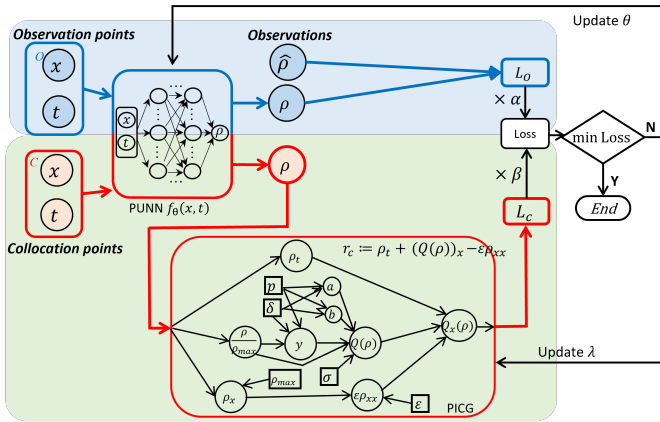 Update θ
Observation points
Observations
O
x
t
ρ̂
ρ
L_O
× α
...
...
x
t
ρ
...
...
Loss
min Loss
N
Y
End
C
x
t
ρ
× β
L_c
PUNN f_θ(x, t)
Collocation points
r_c ≔ ρ_t + (Q(ρ))_x − ερ_xx
ρ_t
p
a
δ
b
ρ/ρ_max
y
Q(ρ)
Q_x(ρ)
σ
ρ_max
ρ_x
ερ_xx
ε
PICG
Update λ